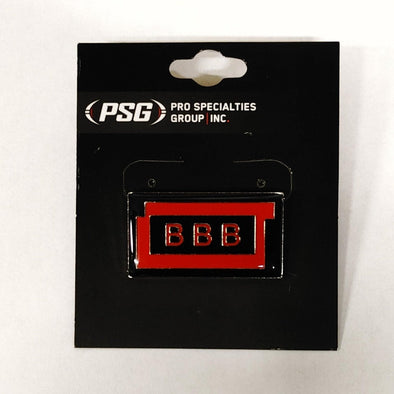 PSG PRO SPECIALTIES
GROUP | INC.
BBB